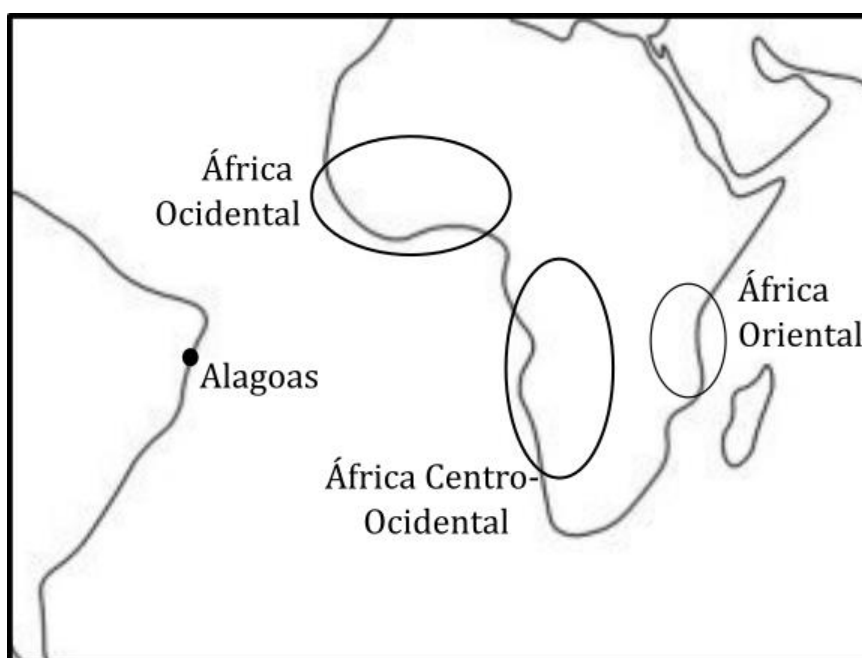 África
Ocidental
África
Oriental
Alagoas
África Centro-
Ocidental